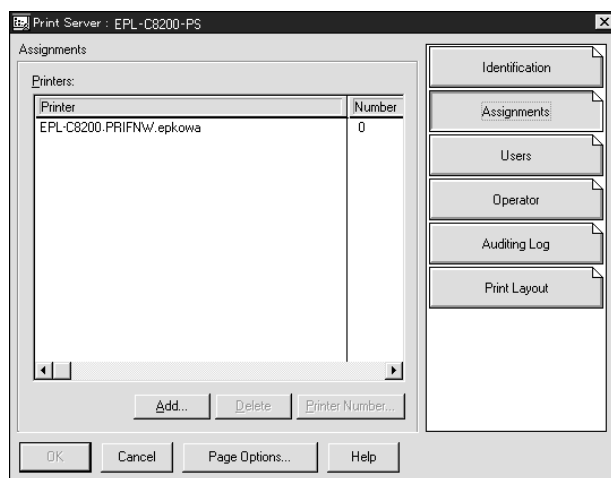 Print Server : EPL-C8200-PS
Assignments
Printers:
Printer Number
EPL-C8200.PRIFNW.epkowa 0
Add... Delete Printer Number...
OK Cancel Page Options... Help
Identification
Assignments
Users
Operator
Auditing Log
Print Layout